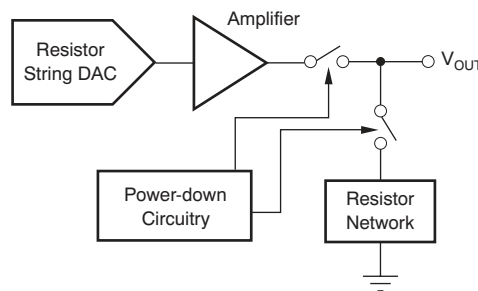 Amplifier
Resistor
String DAC
VOUT
Power-down
Circuitry
Resistor
Network